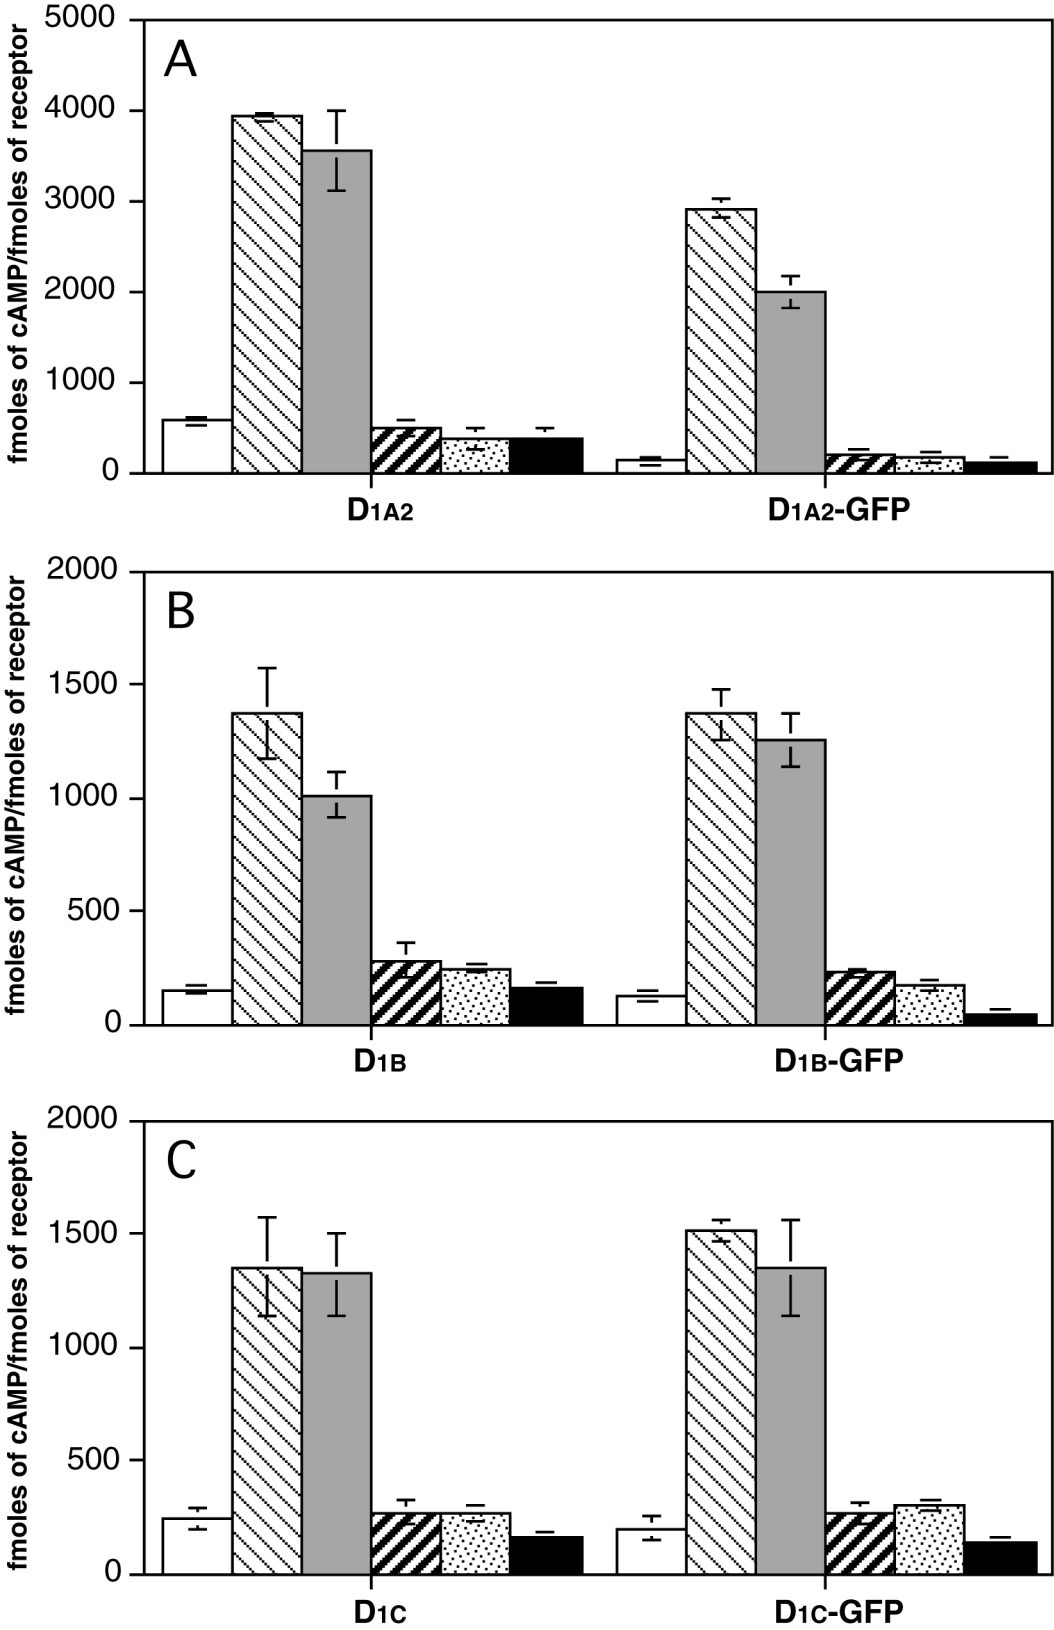 A
fmoles of cAMP/fmoles of receptor
5000
4000
3000
2000
1000
0
D1A2
D1A2-GFP
B
fmoles of cAMP/fmoles of receptor
2000
1500
1000
500
0
D1B
D1B-GFP
C
fmoles of cAMP/fmoles of receptor
2000
1500
1000
500
0
D1C
D1C-GFP